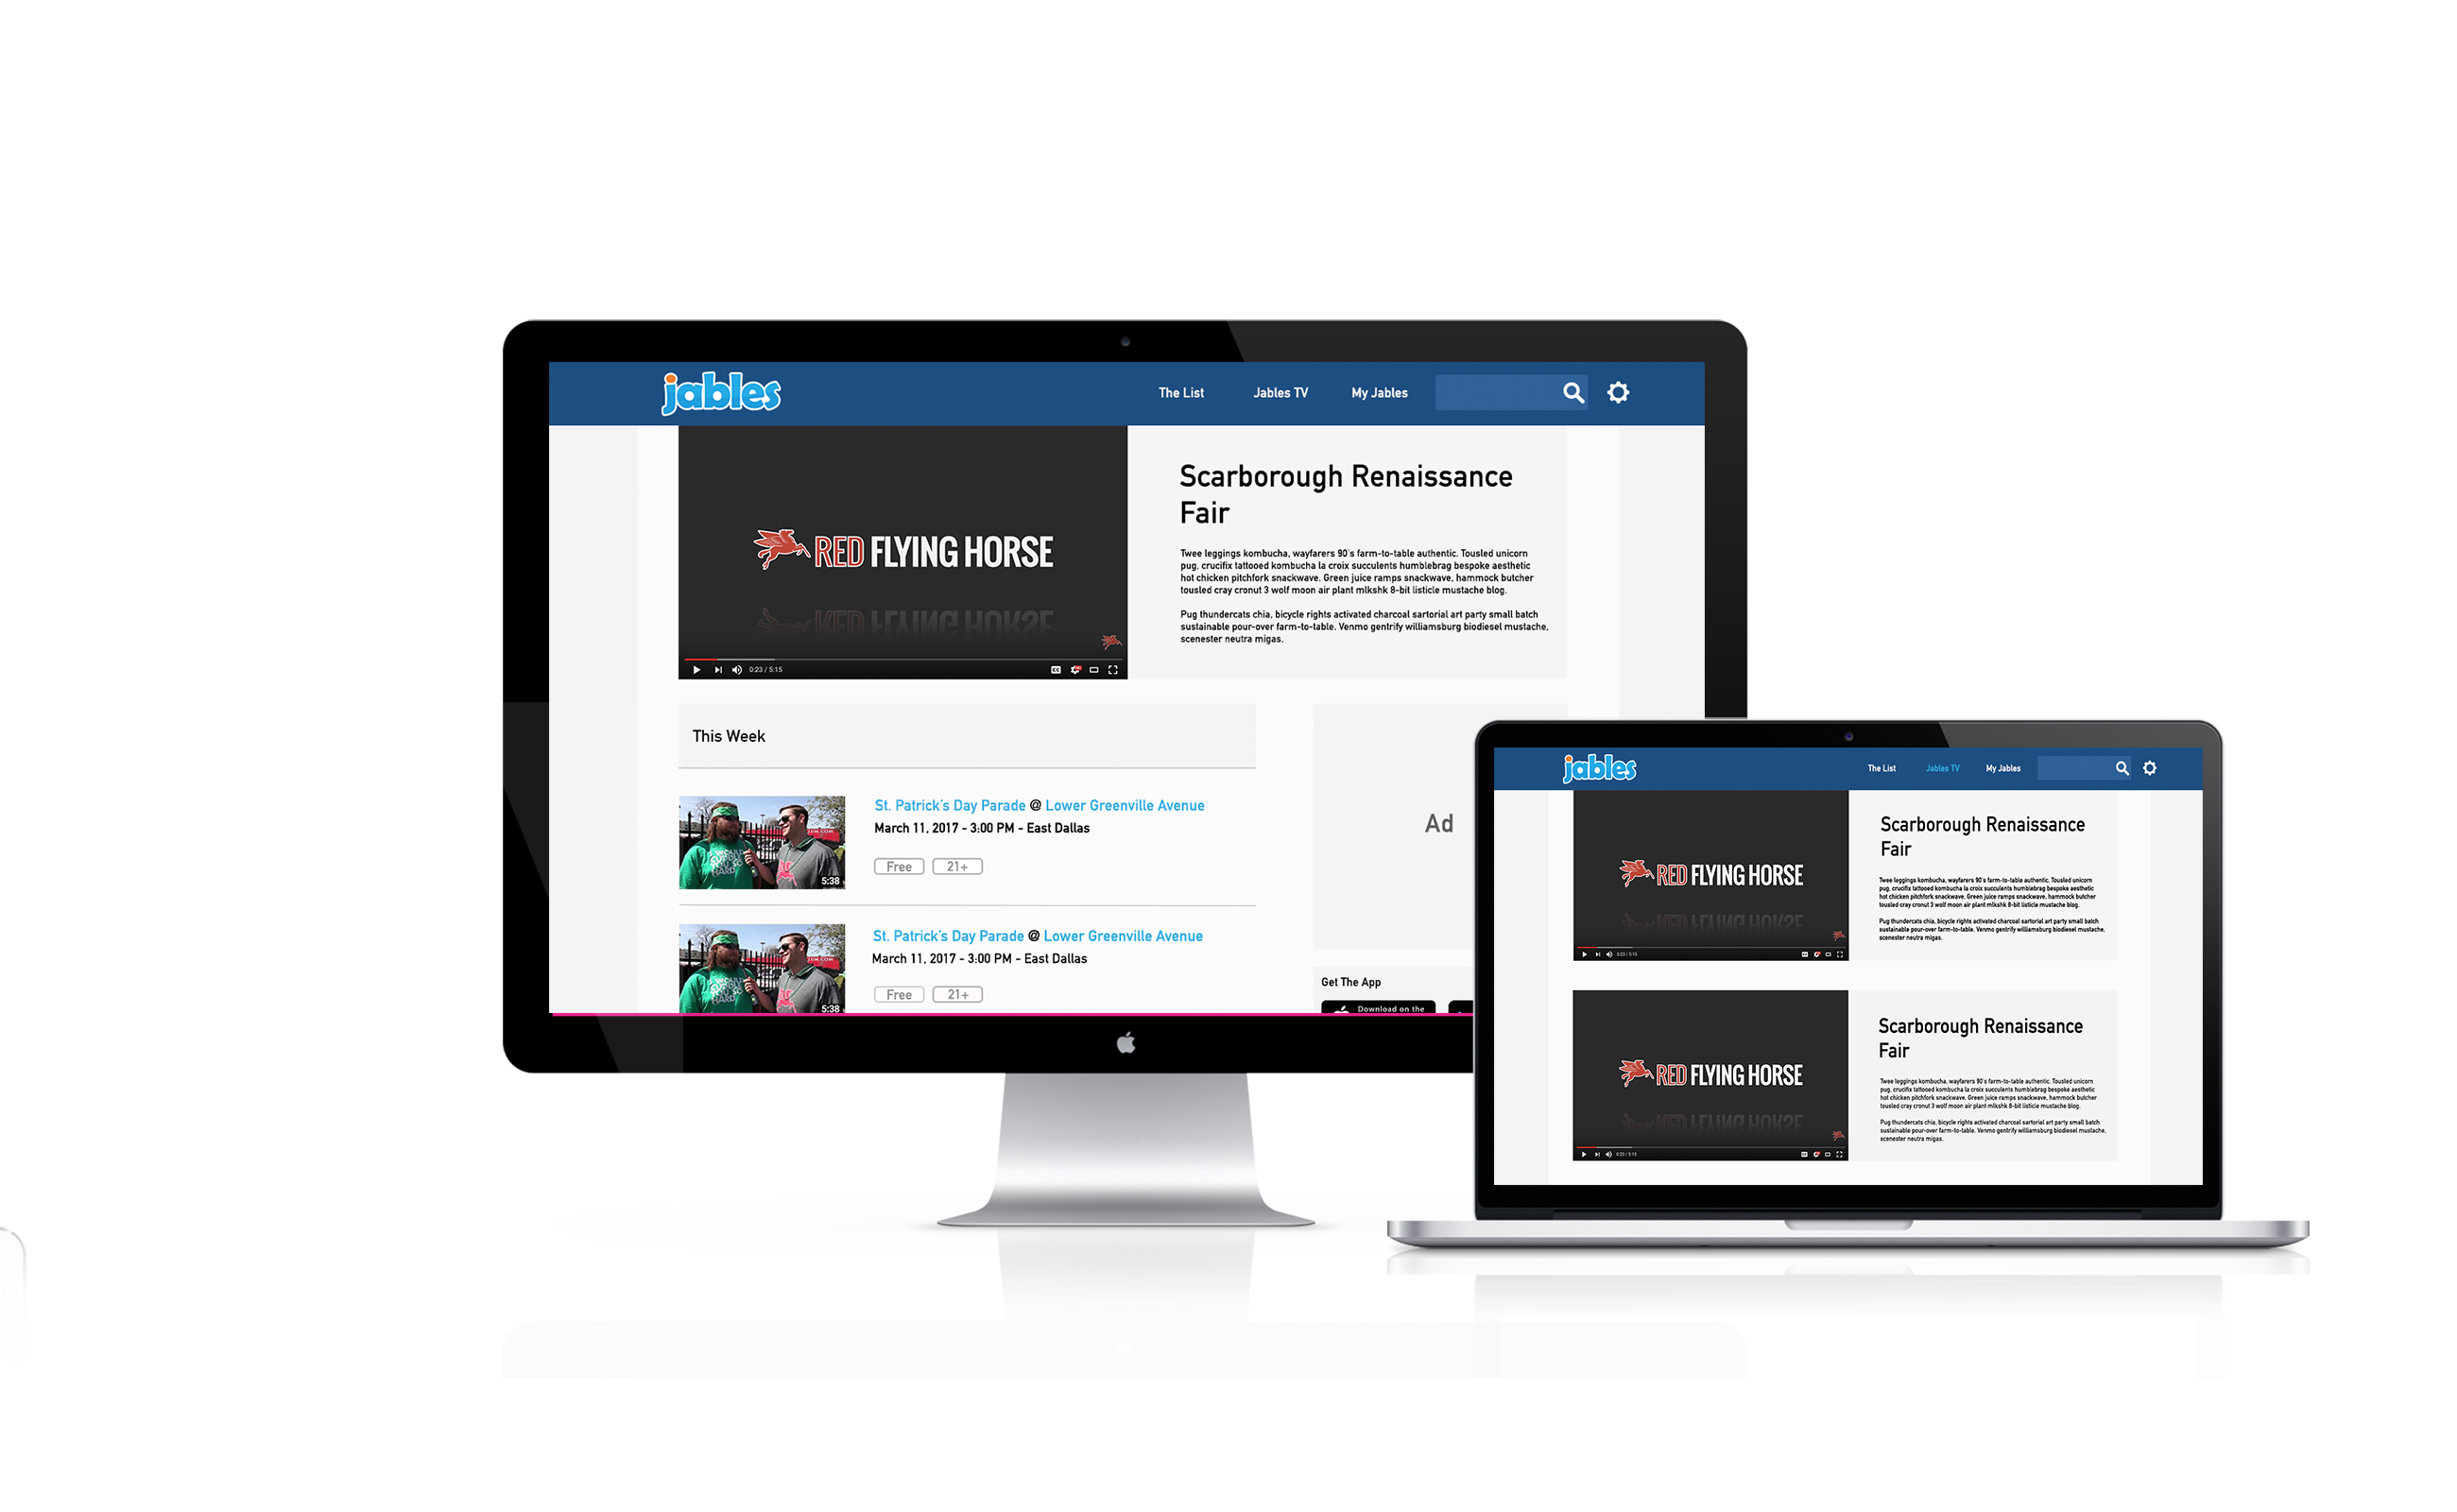 jables
The List
Jables TV
My Jables
RED FLYING HORSE
0:23 / 5:15
Scarborough Renaissance
Fair
Twee leggings kombucha, wayfarers 90's farm-to-table authentic. Tousled unicorn
pug, crucifix tattooed kombucha la croix succulents humblebrag bespoke aesthetic
hot chicken pitchfork snackwave. Green juice ramps snackwave, hammock butcher
tousled cray cronut 3 wolf moon air plant mlkshk 8-bit listicle mustache blog.
Pug thundercats chia, bicycle rights activated charcoal sartorial art party small batch
sustainable pour-over farm-to-table. Venmo gentrify williamsburg biodiesel mustache,
scenester neutra migas.
This Week
5:38
St. Patrick's Day Parade @ Lower Greenville Avenue
March 11, 2017 - 3:00 PM - East Dallas
Free
21+
5:38
St. Patrick's Day Parade @ Lower Greenville Avenue
March 11, 2017 - 3:00 PM - East Dallas
Free
21+
Ad
Get The App
Download on the
jables
The List
Jables TV
My Jables
RED FLYING HORSE
0:23 / 5:15
Scarborough Renaissance
Fair
Twee leggings kombucha, wayfarers 90's farm-to-table authentic. Tousled unicorn
pug, crucifix tattooed kombucha la croix succulents humblebrag bespoke aesthetic
hot chicken pitchfork snackwave. Green juice ramps snackwave, hammock butcher
tousled cray cronut 3 wolf moon air plant mlkshk 8-bit listicle mustache blog.
Pug thundercats chia, bicycle rights activated charcoal sartorial art party small batch
sustainable pour-over farm-to-table. Venmo gentrify williamsburg biodiesel mustache,
scenester neutra migas.
RED FLYING HORSE
0:23 / 5:15
Scarborough Renaissance
Fair
Twee leggings kombucha, wayfarers 90's farm-to-table authentic. Tousled unicorn
pug, crucifix tattooed kombucha la croix succulents humblebrag bespoke aesthetic
hot chicken pitchfork snackwave. Green juice ramps snackwave, hammock butcher
tousled cray cronut 3 wolf moon air plant mlkshk 8-bit listicle mustache blog.
Pug thundercats chia, bicycle rights activated charcoal sartorial art party small batch
sustainable pour-over farm-to-table. Venmo gentrify williamsburg biodiesel mustache,
scenester neutra migas.